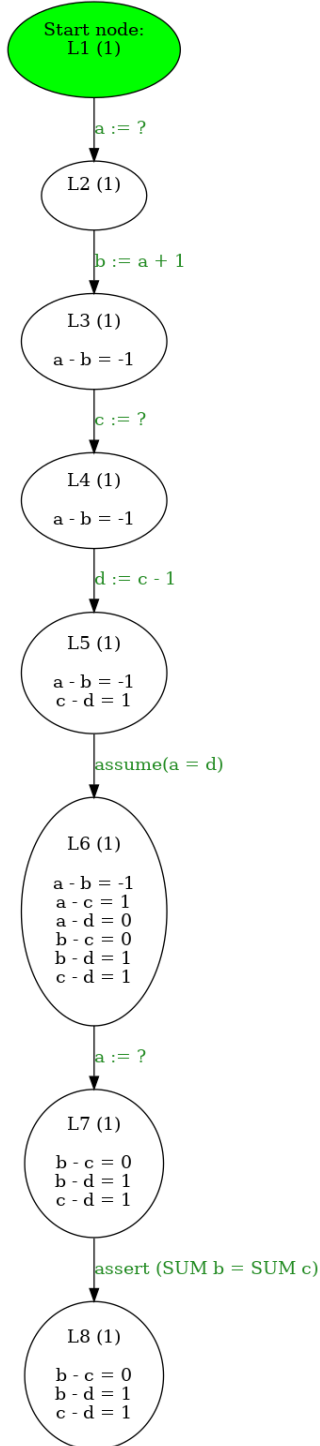 Start node:
L1 (1)
a := ?
L2 (1)
b := a + 1
L3 (1)
a - b = -1
c := ?
L4 (1)
a - b = -1
d := c - 1
L5 (1)
a - b = -1
c - d = 1
assume(a = d)
L6 (1)
a - b = -1
a - c = 1
a - d = 0
b - c = 0
b - d = 1
c - d = 1
a := ?
L7 (1)
b - c = 0
b - d = 1
c - d = 1
assert (SUM b = SUM c)
L8 (1)
b - c = 0
b - d = 1
c - d = 1